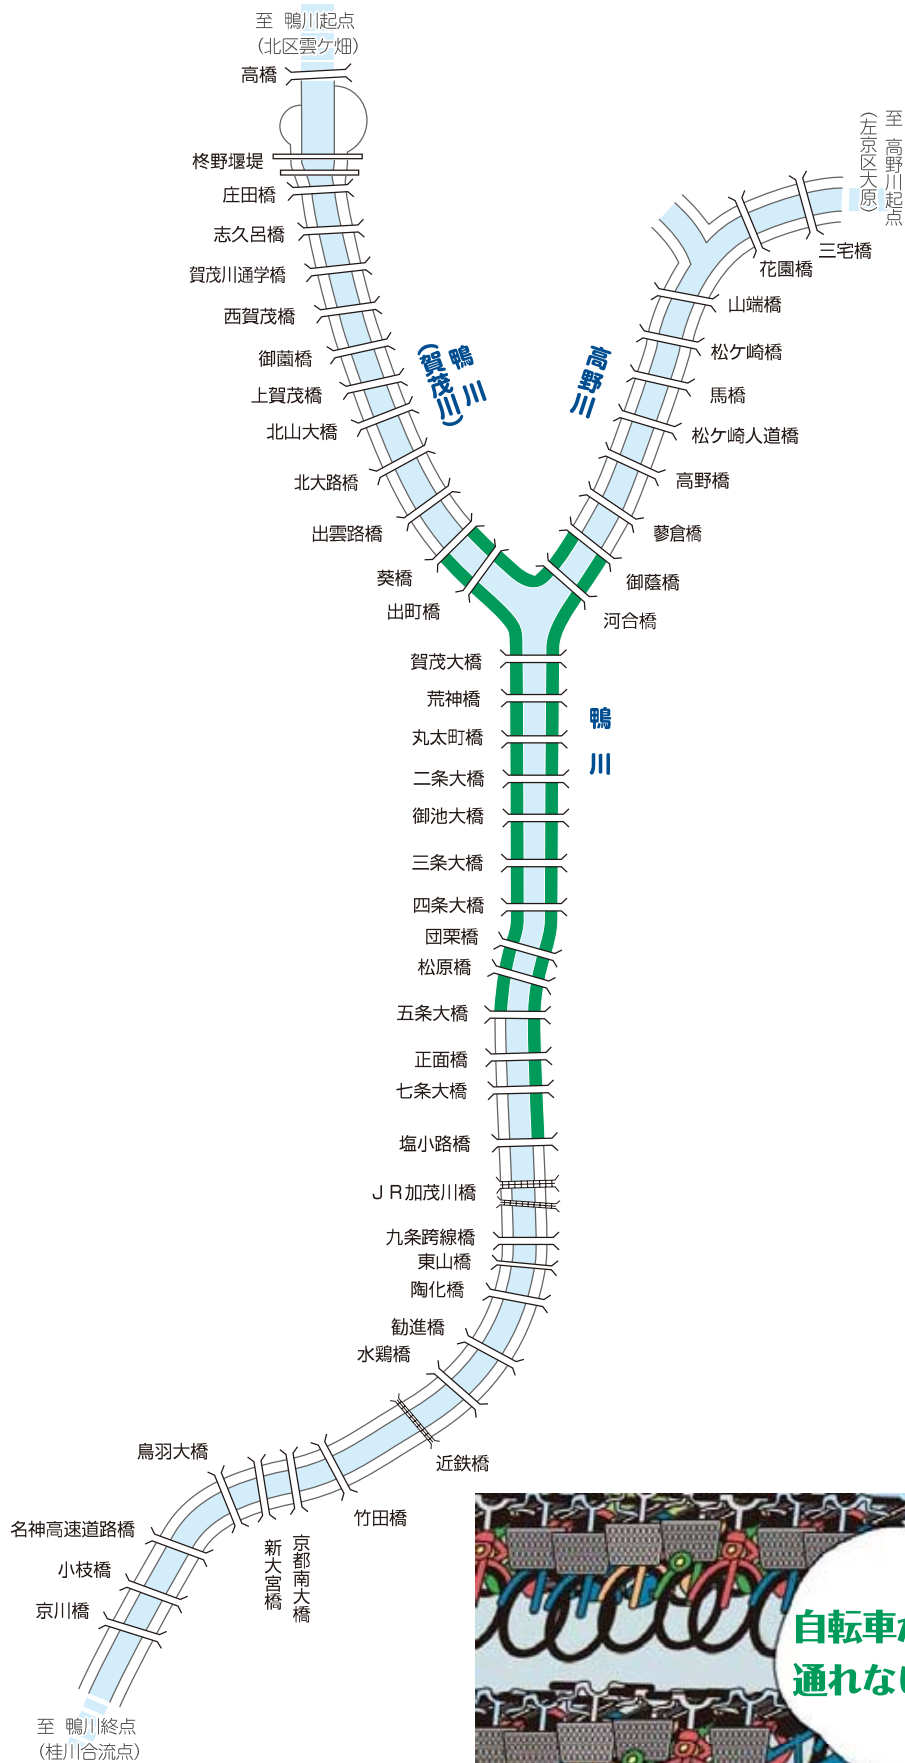 至 鴨川起点
（北区雲ケ畑）
高橋
柊野堰堤
庄田橋
志久呂橋
賀茂川通学橋
西賀茂橋
御薗橋
上賀茂橋
北山大橋
北大路橋
出雲路橋
葵橋
出町橋
鴨川
（賀茂川）
至 高野川起点
（左京区大原）
三宅橋
花園橋
山端橋
松ケ崎橋
馬橋
松ケ崎人道橋
高野橋
蓼倉橋
御蔭橋
河合橋
高野川
賀茂大橋
荒神橋
丸太町橋
二条大橋
御池大橋
三条大橋
四条大橋
団栗橋
松原橋
五条大橋
正面橋
七条大橋
塩小路橋
ＪＲ加茂川橋
九条跨線橋
東山橋
陶化橋
勧進橋
水鶏橋
鴨川
近鉄橋
竹田橋
京都南大橋
新大宮橋
鳥羽大橋
名神高速道路橋
小枝橋
京川橋
至 鴨川終点
（桂川合流点）
自転車
通れな